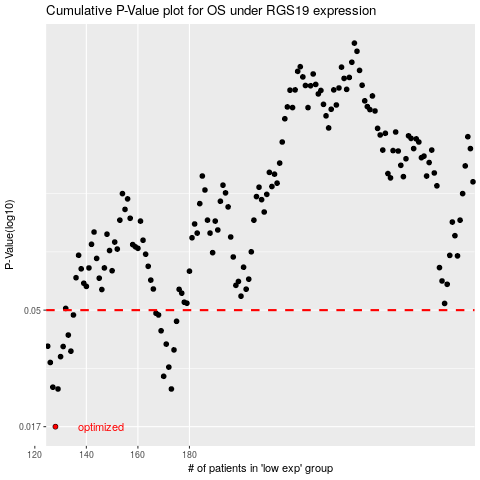 Cumulative P-Value plot for OS under RGS19 expression
P-Value(log10)
0.05
0.017
optimized
120 140 160 180
# of patients in 'low exp' group